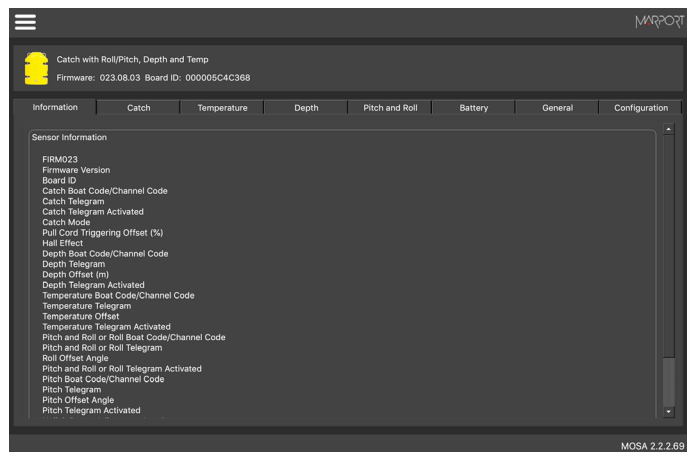 MARPORT
Catch with Roll/Pitch, Depth and Temp
Firmware: 023.08.03 Board ID: 000005C4C368
Information Catch Temperature Depth Pitch and Roll Battery General Configuration
Sensor Information
FIRM023
Firmware Version
Board ID
Catch Boat Code/Channel Code
Catch Telegram
Catch Telegram Activated
Catch Mode
Pull Cord Triggering Offset (%)
Hall Effect
Depth Boat Code/Channel Code
Depth Telegram
Depth Offset (m)
Depth Telegram Activated
Temperature Boat Code/Channel Code
Temperature Telegram
Temperature Offset
Temperature Telegram Activated
Pitch and Roll or Roll Boat Code/Channel Code
Pitch and Roll or Roll Telegram
Roll Offset Angle
Pitch and Roll or Roll Telegram Activated
Pitch Boat Code/Channel Code
Pitch Telegram
Pitch Offset Angle
Pitch Telegram Activated
MOSA 2.2.2.69